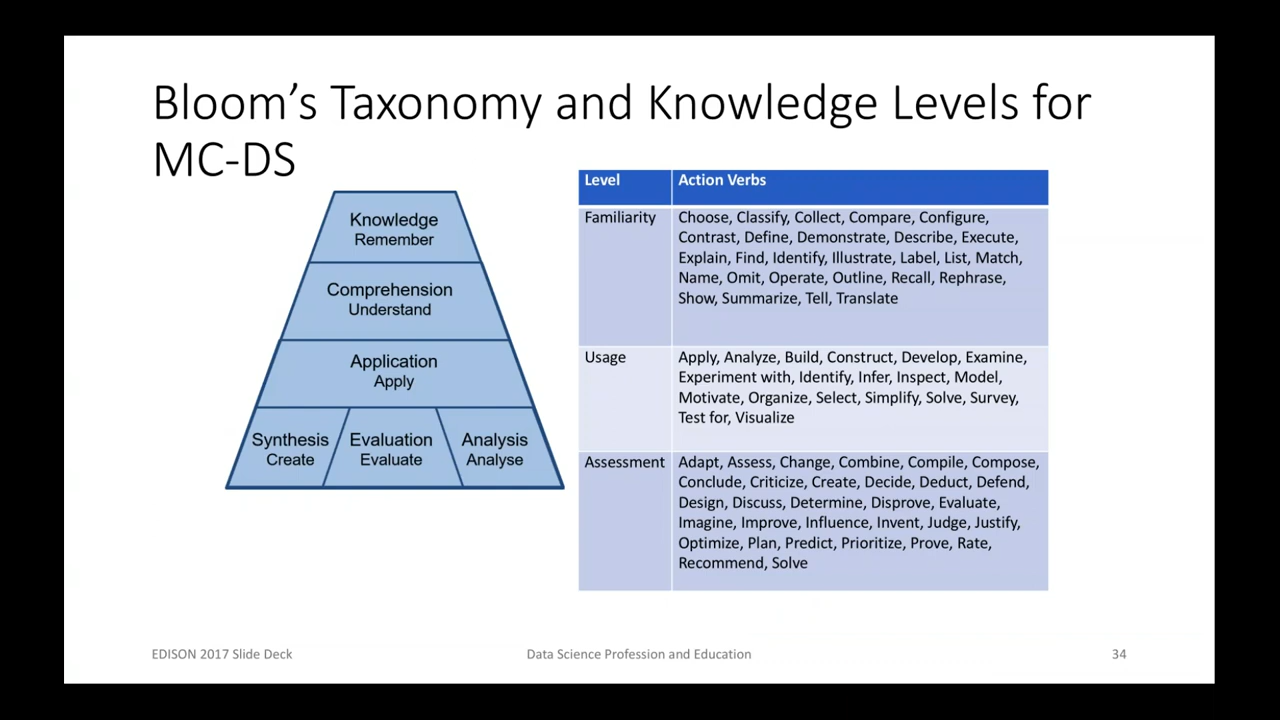 Bloom’s Taxonomy and Knowledge Levels for
MC-DS
Knowledge
Remember
Comprehension
Understand
Application
Apply
Synthesis
Create
Evaluation
Evaluate
Analysis
Analyse
Level
Action Verbs
Familiarity
Choose, Classify, Collect, Compare, Configure,
Contrast, Define, Demonstrate, Describe, Execute,
Explain, Find, Identify, Illustrate, Label, List, Match,
Name, Omit, Operate, Outline, Recall, Rephrase,
Show, Summarize, Tell, Translate
Usage
Apply, Analyze, Build, Construct, Develop, Examine,
Experiment with, Identify, Infer, Inspect, Model,
Motivate, Organize, Select, Simplify, Solve, Survey,
Test for, Visualize
Assessment
Adapt, Assess, Change, Combine, Compile, Compose,
Conclude, Criticize, Create, Decide, Deduct, Defend,
Design, Discuss, Determine, Disprove, Evaluate,
Imagine, Improve, Influence, Invent, Judge, Justify,
Optimize, Plan, Predict, Prioritize, Prove, Rate,
Recommend, Solve
EDISON 2017 Slide Deck
Data Science Profession and Education
34